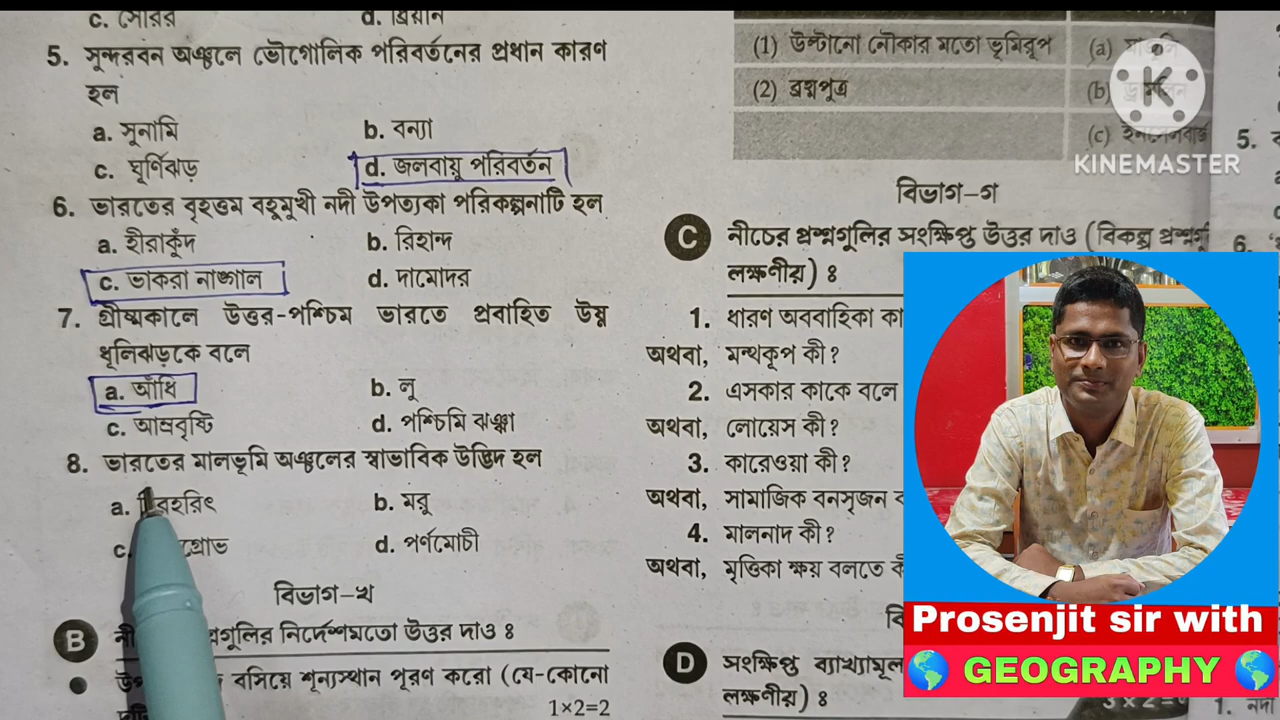 c. সোরর d. ব্রিয়ান
5. সুন্দরবন অঞ্চলে ভৌগোলিক পরিবর্তনের প্রধান কারণ
হল
a. সুনামি b. বন্যা
c. ঘূর্ণিঝড় d. জলবায়ু পরিবর্তন
6. ভারতের বৃহত্তম বহুমুখী নদী উপত্যকা পরিকল্পনাটি হল
a. হীরাকুঁদ b. রিহান্দ
c. ভাকরা নাঙ্গাল d. দামোদর
7. গ্রীষ্মকালে উত্তর-পশ্চিম ভারতে প্রবাহিত উষ্ণ
ধূলিঝড়কে বলে
a. আঁধি b. লু
c. আম্রবৃষ্টি d. পশ্চিমি ঝঞ্ঝা
8. ভারতের মালভূমি অঞ্চলের স্বাভাবিক উদ্ভিদ হল
a. b. মরু
c. d. পর্ণমোচী
বিভাগ-খ
B নির্দেশমতো উত্তর দাও ঃ
বসিয়ে শূন্যস্থান পূরণ করো (যে-কোনো
1×2=2
(1) উল্টানো নৌকার মতো ভূমিরূপ (a)
(2) ব্রহ্মপুত্র (b)
(c)
KINEMASTER
বিভাগ-গ
C নীচের প্রশ্নগুলির সংক্ষিপ্ত উত্তর দাও (বিকল্প
লক্ষণীয়) ঃ
1. ধারণ অববাহিকা
অথবা, মন্থকূপ কী?
2. এসকার কাকে বলে
অথবা, লোয়েস কী?
3. কারেওয়া কী?
অথবা, সামাজিক বনসৃজন
4. মালনাদ কী?
অথবা, মৃত্তিকা ক্ষয় বলতে
D সংক্ষিপ্ত
লক্ষণীয়) ঃ
5.
6.
1. নদী
Prosenjit sir with
GEOGRAPHY